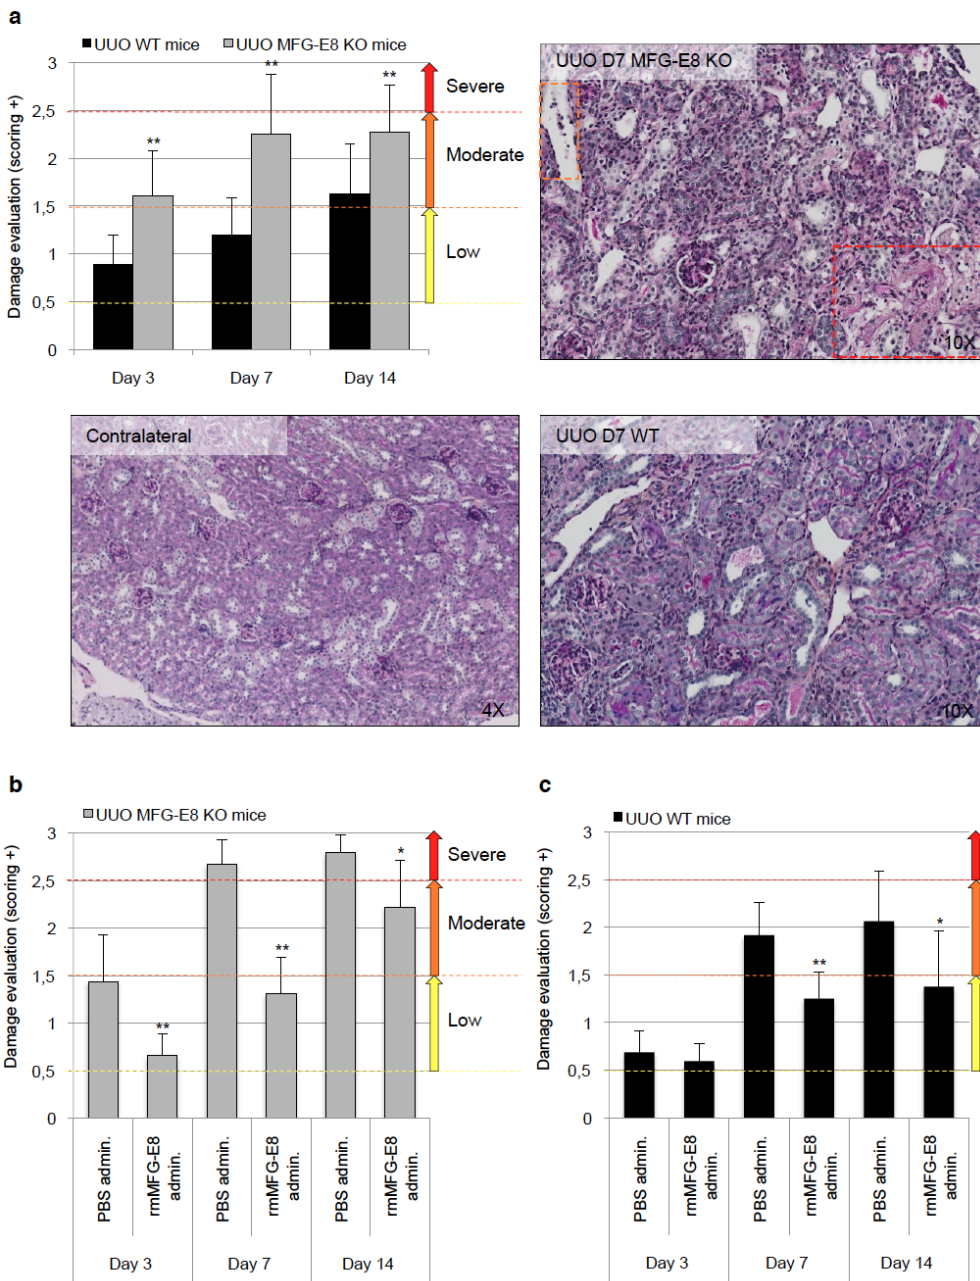 a
UUO WT mice UUO MFG-E8 KO mice
Damage evaluation (scoring +)
3
2,5
2
1,5
1
0,5
0
**
**
**
Severe
Moderate
Low
Day 3 Day 7 Day 14
UUO D7 MFG-E8 KO
10X
Contralateral
4X
UUO D7 WT
10X
b
UUO MFG-E8 KO mice
Damage evaluation (scoring +)
3
2,5
2
1,5
1
0,5
0
**
**
*
Severe
Moderate
Low
PBS admin.
rmMFG-E8 admin.
PBS admin.
rmMFG-E8 admin.
PBS admin.
rmMFG-E8 admin.
Day 3 Day 7 Day 14
c
UUO WT mice
Damage evaluation (scoring +)
3
2,5
2
1,5
1
0,5
0
**
*
PBS admin.
rmMFG-E8 admin.
PBS admin.
rmMFG-E8 admin.
PBS admin.
rmMFG-E8 admin.
Day 3 Day 7 Day 14